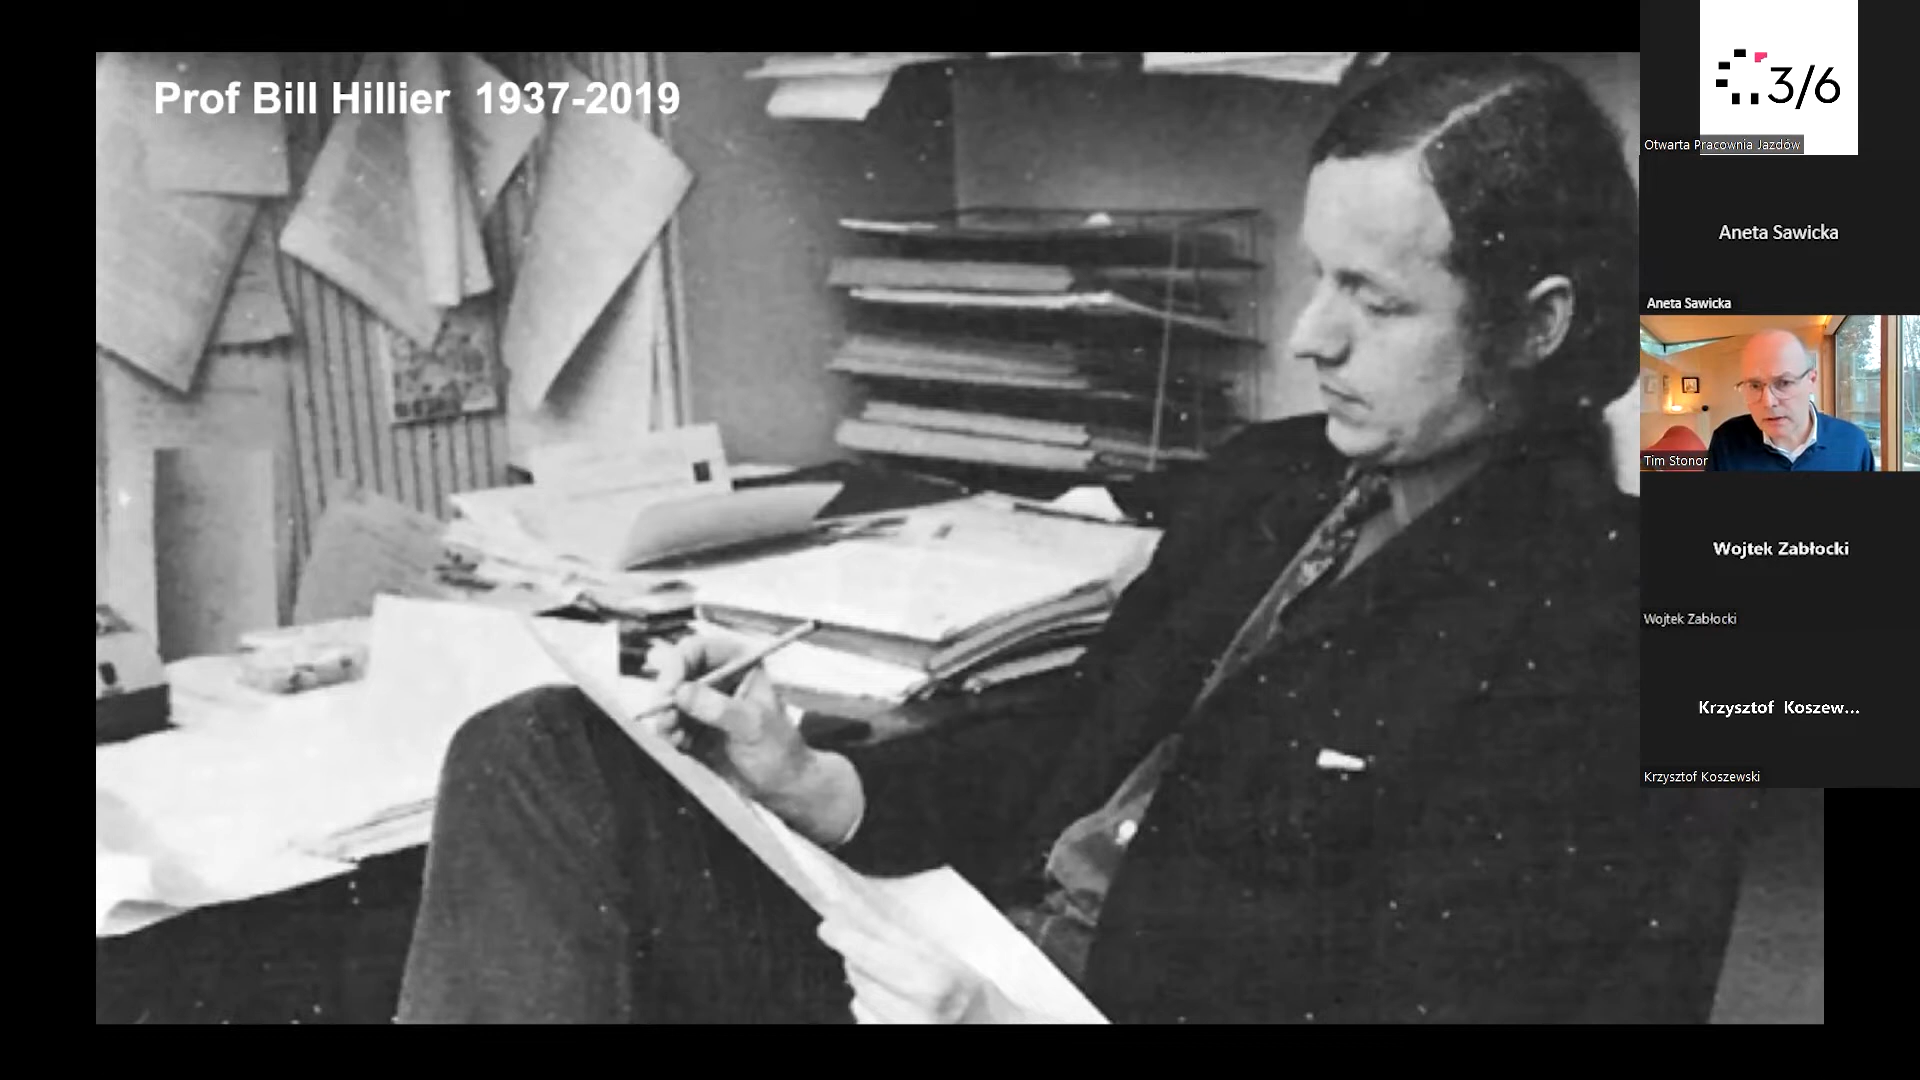 Prof Bill Hillier 1937-2019
3/6
Otwarta Pracownia Jazdów
Aneta Sawicka
Aneta Sawicka
Tim Stonor
Wojtek Zabłocki
Wojtek Zabłocki
Krzysztof Koszew...
Krzysztof Koszewski